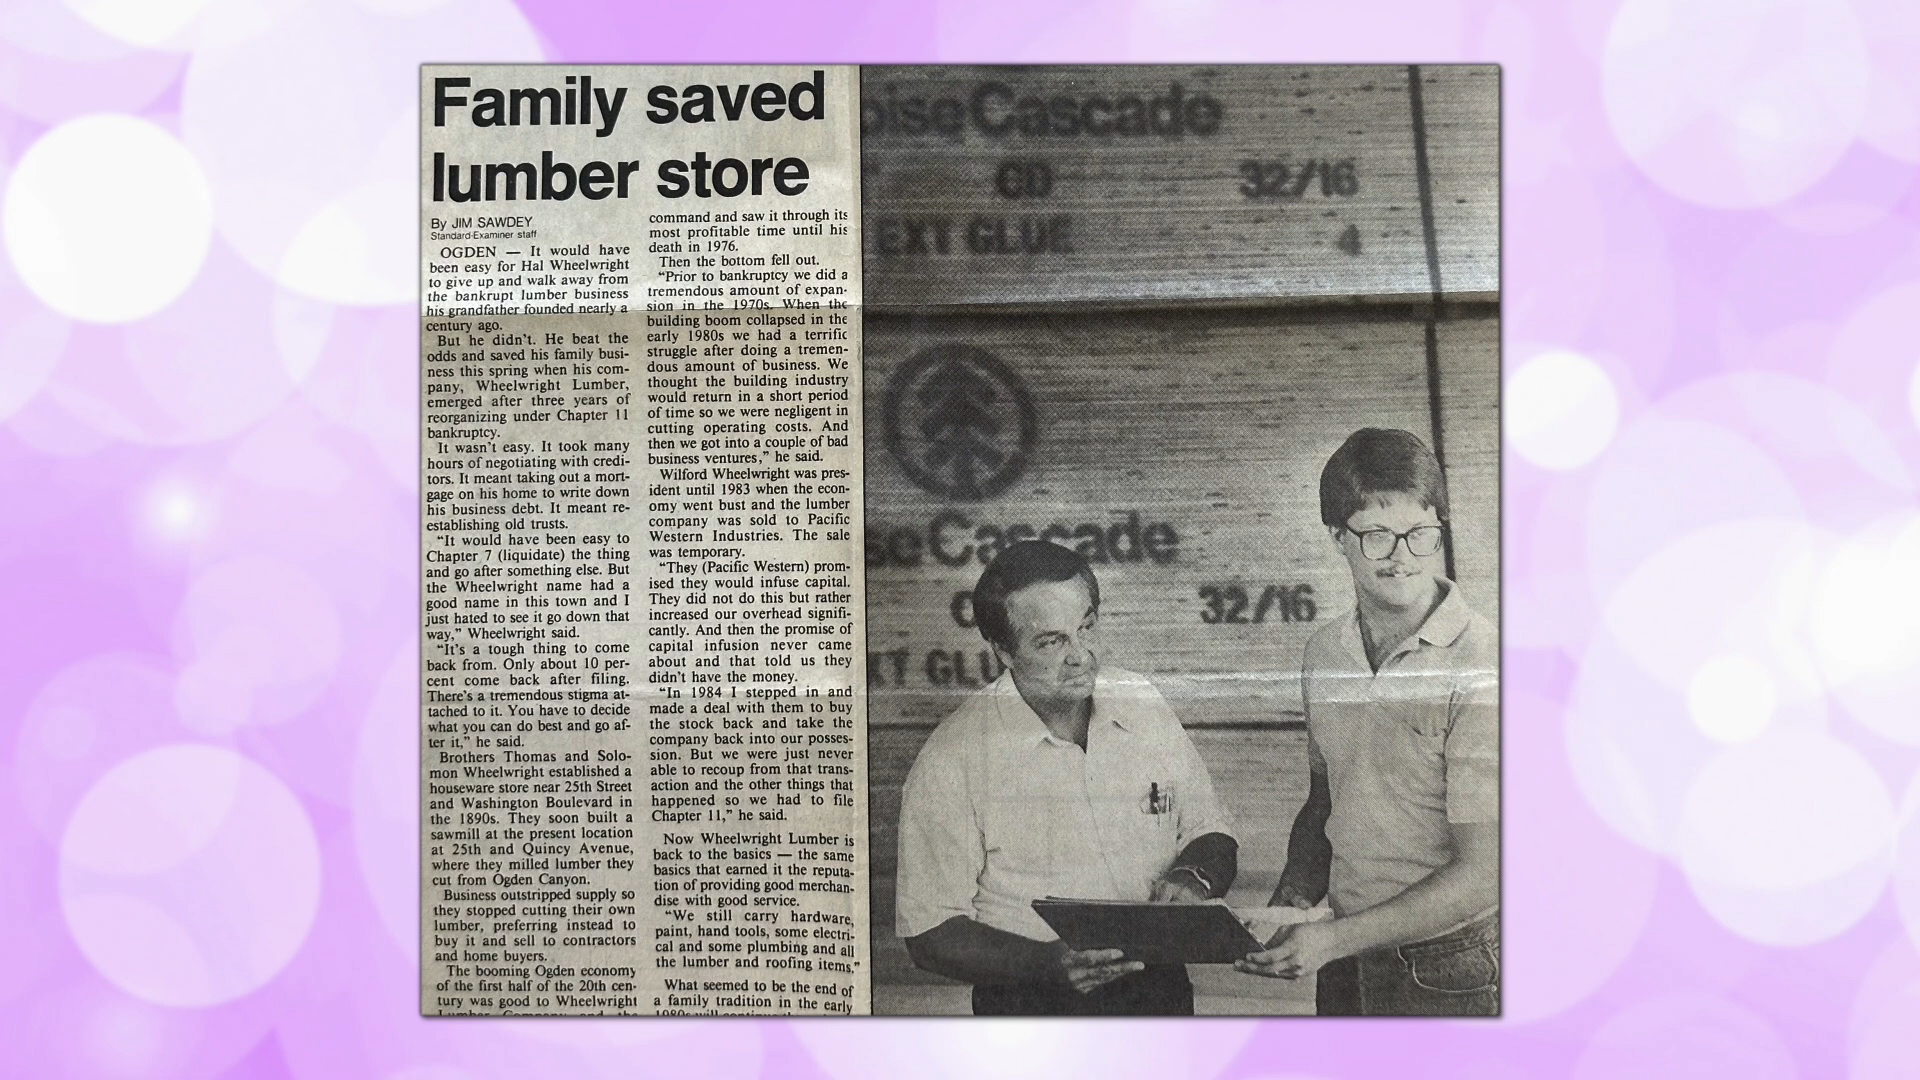 Family saved
lumber store
By JIM SAWDEY
Standard-Examiner staff
OGDEN — It would have
been easy for Hal Wheelwright
to give up and walk away from
the bankrupt lumber business
his grandfather founded nearly a
century ago.
But he didn't. He beat the
odds and saved his family busi-
ness this spring when his com-
pany, Wheelwright Lumber,
emerged after three years of
reorganizing under Chapter 11
bankruptcy.
It wasn't easy. It took many
hours of negotiating with credi-
tors. It meant taking out a mort-
gage on his home to write down
his business debt. It meant re-
establishing old trusts.
"It would have been easy to
Chapter 7 (liquidate) the thing
and go after something else. But
the Wheelwright name had a
good name in this town and I
just hated to see it go down that
way," Wheelwright said.
"It's a tough thing to come
back from. Only about 10 per-
cent come back after filing.
There's a tremendous stigma at-
tached to it. You have to decide
what you can do best and go af-
ter it," he said.
Brothers Thomas and Solo-
mon Wheelwright established a
houseware store near 25th Street
and Washington Boulevard in
the 1890s. They soon built a
sawmill at the present location
at 25th and Quincy Avenue,
where they milled lumber they
cut from Ogden Canyon.
Business outstripped supply so
they stopped cutting their own
lumber, preferring instead to
buy it and sell to contractors
and home buyers.
The booming Ogden economy
of the first half of the 20th cen-
tury was good to Wheelwright
Lumber Company and the
command and saw it through its
most profitable time until his
death in 1976.
Then the bottom fell out.
"Prior to bankruptcy we did a
tremendous amount of expan-
sion in the 1970s. When the
building boom collapsed in the
early 1980s we had a terrific
struggle after doing a tremen-
dous amount of business. We
thought the building industry
would return in a short period
of time so we were negligent in
cutting operating costs. And
then we got into a couple of bad
business ventures," he said.
Wilford Wheelwright was pres-
ident until 1983 when the econ-
omy went bust and the lumber
company was sold to Pacific
Western Industries. The sale
was temporary.
"They (Pacific Western) prom-
ised they would infuse capital.
They did not do this but rather
increased our overhead signifi-
cantly. And then the promise of
capital infusion never came
about and that told us they
didn't have the money.
"In 1984 I stepped in and
made a deal with them to buy
the stock back and take the
company back into our posses-
sion. But we were just never
able to recoup from that trans-
action and the other things that
happened so we had to file
Chapter 11," he said.
Now Wheelwright Lumber is
back to the basics — the same
basics that earned it the reputa-
tion of providing good merchan-
dise with good service.
"We still carry hardware,
paint, hand tools, some electri-
cal and some plumbing and all
the lumber and roofing items."
What seemed to be the end of
a family tradition in the early
1980s will
oise Cascade
CD 32/16
EXT GLUE 4
se Cascade
C 32/16
XT GLU